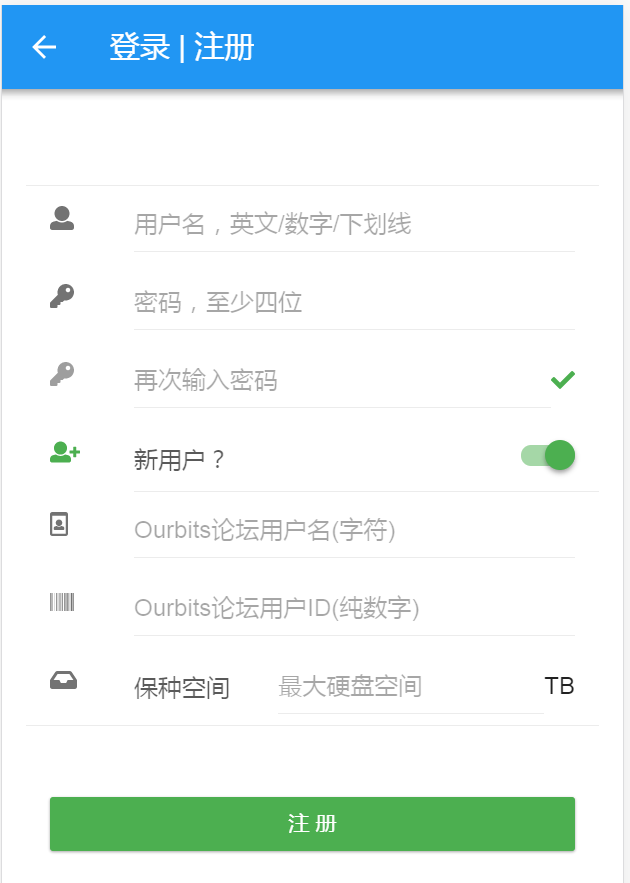 登录 | 注册
用户名，英文/数字/下划线
密码，至少四位
再次输入密码
新用户？
Ourbits论坛用户名(字符)
Ourbits论坛用户ID(纯数字)
保种空间 最大硬盘空间 TB
注 册